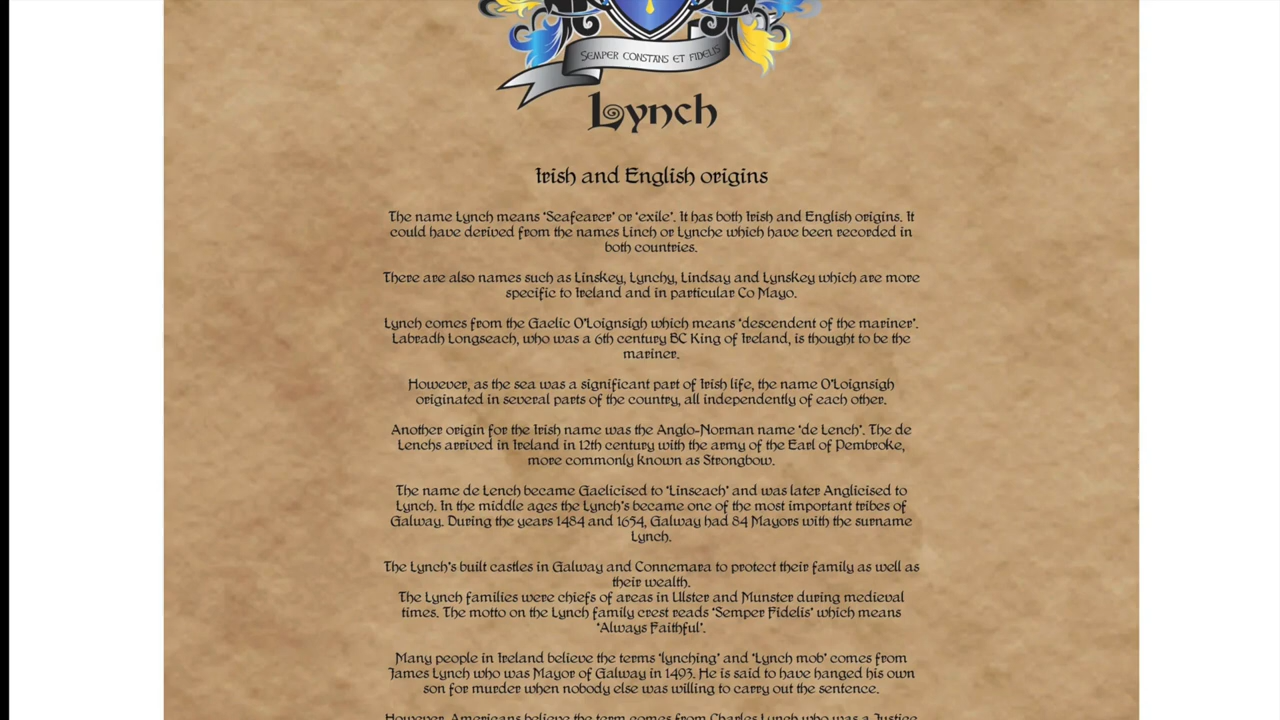 SEMPER CONSTANS ET FIDELIS
Lynch
Irish and English origins
The name Lynch means 'Seafearer' or 'exile'. It has both Irish and English origins. It
could have derived from the names Linch or Lynche which have been recorded in
both countries.
There are also names such as Linskey, Lynchy, Lindsay and Lynskey which are more
specific to Ireland and in particular Co Mayo.
Lynch comes from the Gaelic O'Loignsigh which means 'descendent of the mariner'.
Labradh Longseach, who was a 6th century BC King of Ireland, is thought to be the
mariner.
However, as the sea was a significant part of Irish life, the name O'Loignsigh
originated in several parts of the country, all independently of each other.
Another origin for the Irish name was the Anglo-Norman name 'de Lench'. The de
Lenchs arrived in Ireland in 12th century with the army of the Earl of Pembroke,
more commonly known as Strongbow.
The name de Lench became Gaelicised to 'Linseach' and was later Anglicised to
Lynch. In the middle ages the Lynch's became one of the most important tribes of
Galway. During the years 1484 and 1654, Galway had 84 Mayors with the surname
Lynch.
The Lynch's built castles in Galway and Connemara to protect their family as well as
their wealth.
The Lynch families were chiefs of areas in Ulster and Munster during medieval
times. The motto on the Lynch family crest reads 'Semper Fidelis' which means
'Always Faithful'.
Many people in Ireland believe the terms 'lynching' and 'Lynch mob' comes from
James Lynch who was Mayor of Galway in 1493. He is said to have hanged his own
son for murder when nobody else was willing to carry out the sentence.
However, Americans believe the term comes from Charles Lynch who was a Justice